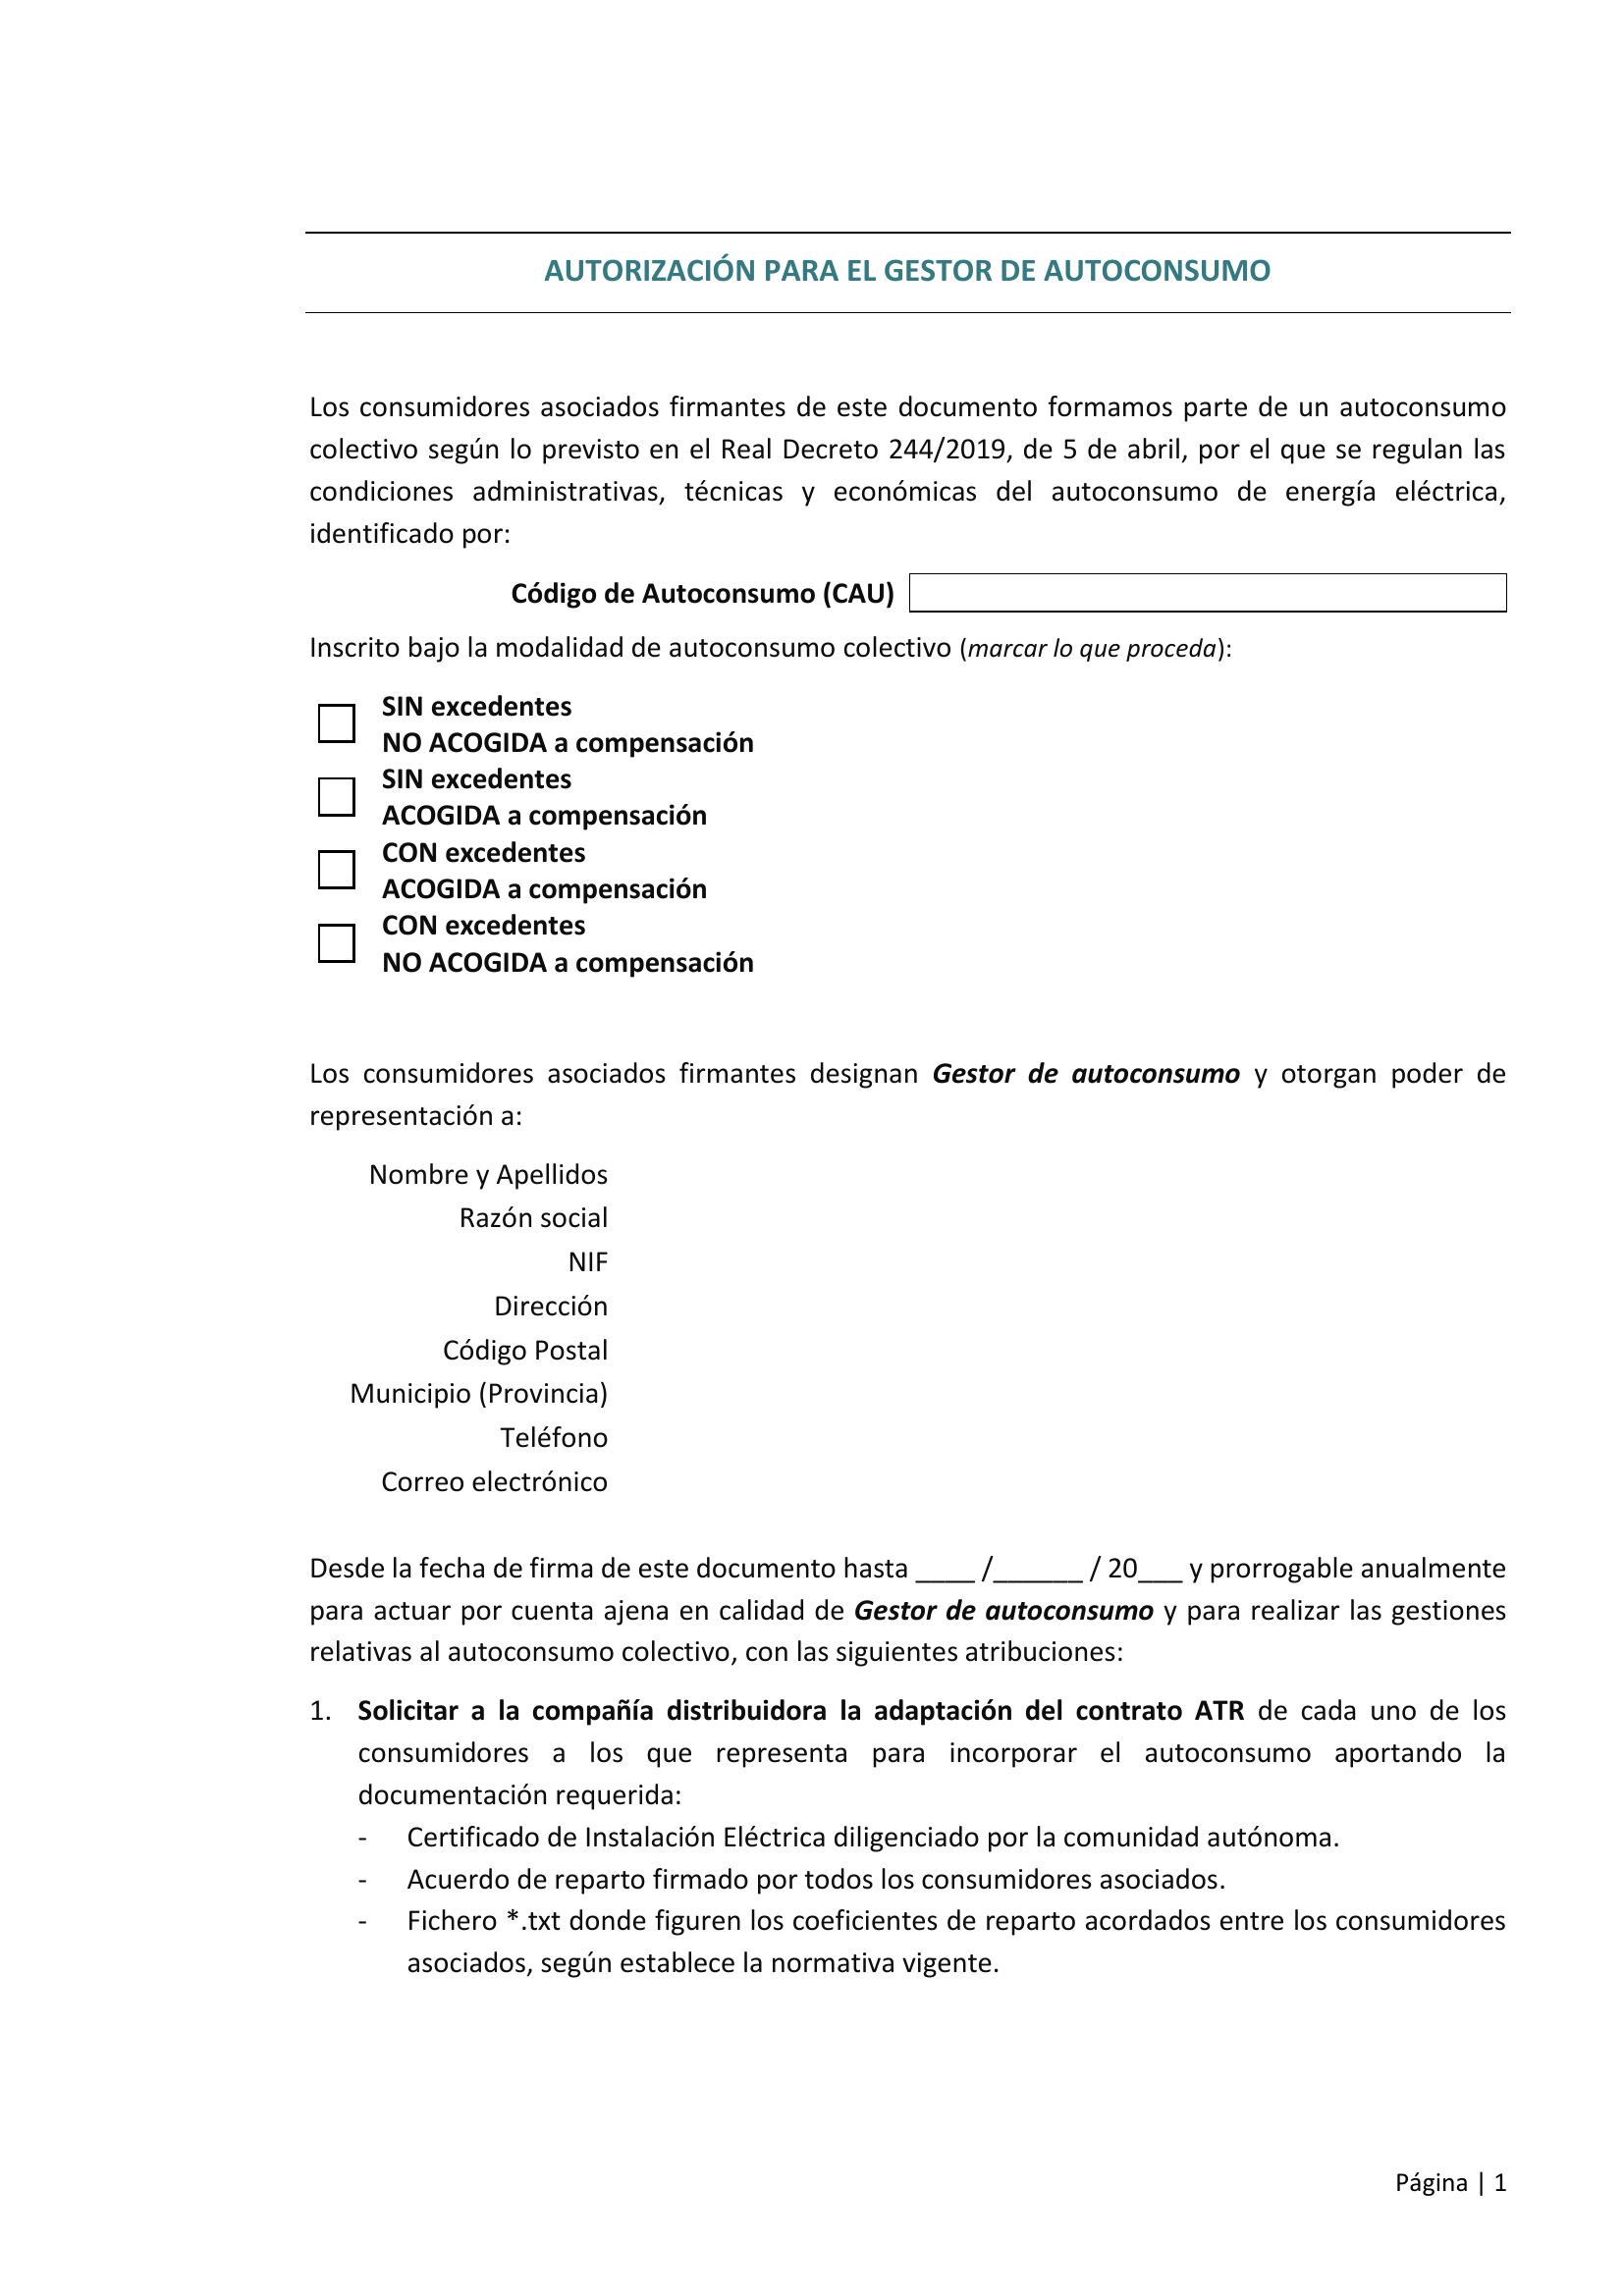 AUTORIZACIÓN PARA EL GESTOR DE AUTOCONSUMO
Los consumidores asociados firmantes de este documento formamos parte de un autoconsumo
colectivo según lo previsto en el Real Decreto 244/2019, de 5 de abril, por el que se regulan las
condiciones administrativas, técnicas y económicas del autoconsumo de energía eléctrica,
identificado por:
Código de Autoconsumo (CAU)
Inscrito bajo la modalidad de autoconsumo colectivo (marcar lo que proceda):
SIN excedentes
NO ACOGIDA a compensación
SIN excedentes
ACOGIDA a compensación
CON excedentes
ACOGIDA a compensación
CON excedentes
NO ACOGIDA a compensación
Los consumidores asociados firmantes designan Gestor de autoconsumo y otorgan poder de
representación a:
Nombre y Apellidos
Razón social
NIF
Dirección
Código Postal
Municipio (Provincia)
Teléfono
Correo electrónico
Desde la fecha de firma de este documento hasta ____ /______ / 20___ y prorrogable anualmente
para actuar por cuenta ajena en calidad de Gestor de autoconsumo y para realizar las gestiones
relativas al autoconsumo colectivo, con las siguientes atribuciones:
1. Solicitar a la compañía distribuidora la adaptación del contrato ATR de cada uno de los
consumidores a los que representa para incorporar el autoconsumo aportando la
documentación requerida:
- Certificado de Instalación Eléctrica diligenciado por la comunidad autónoma.
- Acuerdo de reparto firmado por todos los consumidores asociados.
- Fichero *.txt donde figuren los coeficientes de reparto acordados entre los consumidores
asociados, según establece la normativa vigente.
Página | 1